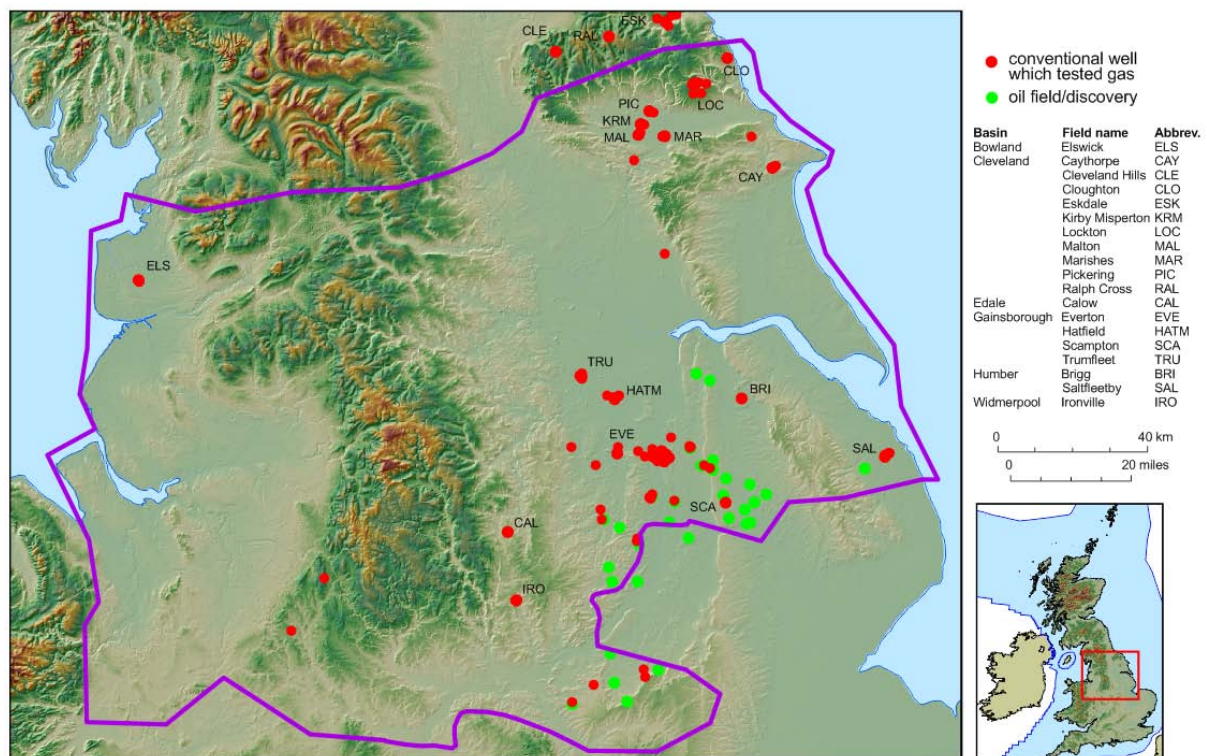 ESK
CLE
RAL
CLO
LOC
PIC
KRM
MAL
MAR
CAY
ELS
TRU
HATM
BRI
EVE
SAL
SCA
CAL
IRO
conventional well
which tested gas
oil field/discovery
Basin Field name Abbrev.
Bowland Elswick ELS
Cleveland Caythorpe CAY
Cleveland Hills CLE
Cloughton CLO
Eskdale ESK
Kirby Misperton KRM
Lockton LOC
Malton MAL
Marishes MAR
Pickering PIC
Ralph Cross RAL
Edale Calow CAL
Gainsborough Everton EVE
Hatfield HATM
Scampton SCA
Trumfleet TRU
Humber Brigg BRI
Saltfleetby SAL
Widmerpool Ironville IRO
0 40 km
0 20 miles